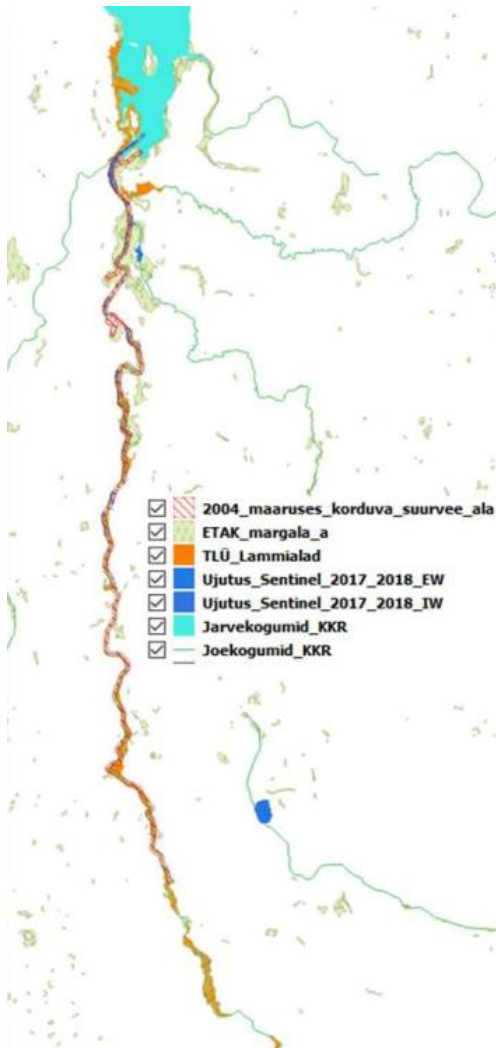 2004_maaruses_korduva_suurvee_ala
ETAK_margala_a
TLÜ_Lammialad
Ujutus_Sentinel_2017_2018_EW
Ujutus_Sentinel_2017_2018_IW
Jarvekogumid_KKR
Joekogumid_KKR